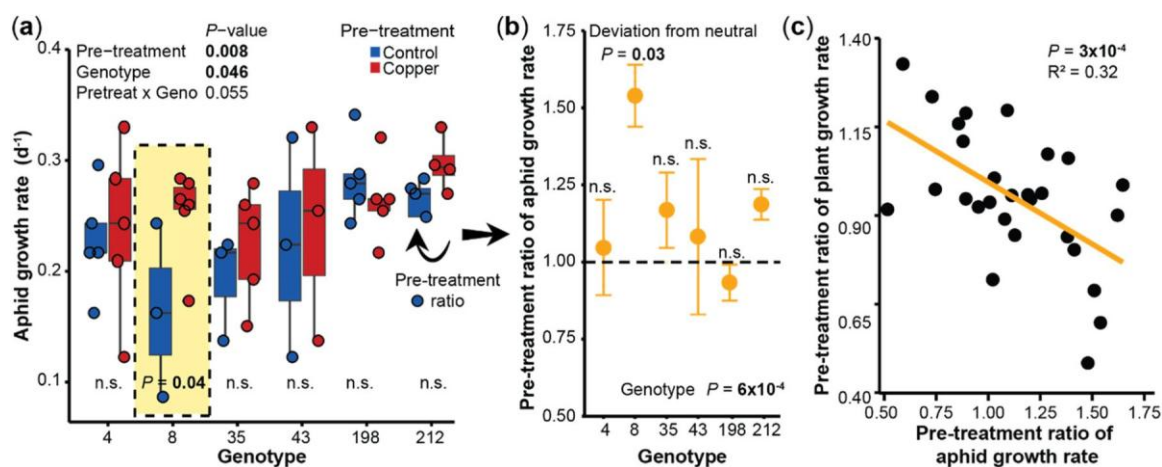 (a)
P−value
Pre−treatment 0.008
Genotype 0.046
Pretreat x Geno 0.055
Pre−treatment
Control
Copper
Aphid growth rate (d⁻¹)
0.4
0.3
0.2
0.1
n.s. P = 0.04 n.s. n.s. n.s. n.s.
4 8 35 43 198 212
Genotype
Pre-treatment
ratio
(b)
Deviation from neutral
P = 0.03
Pre-treatment ratio of aphid growth rate
1.75
1.50
1.25
1.00
0.75
0.50
n.s.
n.s.
n.s.
n.s.
n.s.
Genotype P = 6x10⁻⁴
4 8 35 43 198 212
Genotype
(c)
P = 3x10⁻⁴
R² = 0.32
Pre-treatment ratio of plant growth rate
1.40
1.15
0.90
0.65
0.40
0.50 0.75 1.00 1.25 1.50 1.75
Pre-treatment ratio of
aphid growth rate